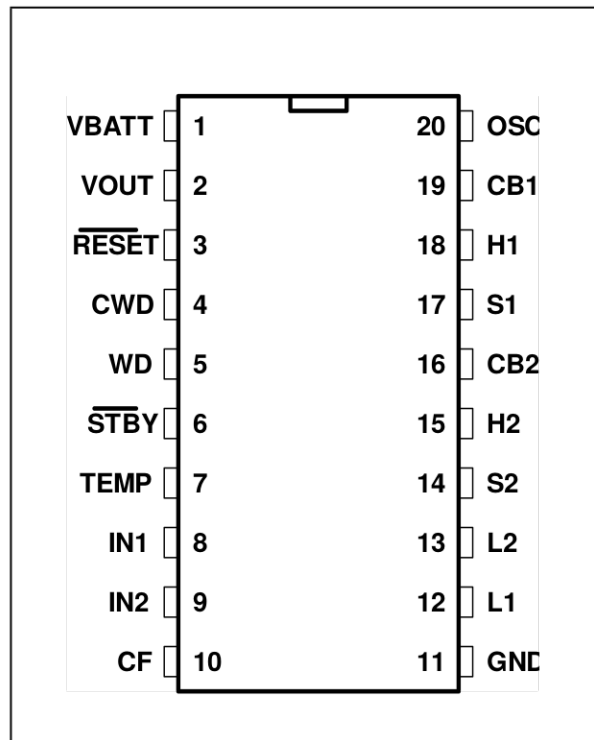 VBATT 1 20 OSC
VOUT 2 19 CB1
R̅E̅S̅E̅T̅ 3 18 H1
CWD 4 17 S1
WD 5 16 CB2
S̅T̅B̅Y̅ 6 15 H2
TEMP 7 14 S2
IN1 8 13 L2
IN2 9 12 L1
CF 10 11 GND